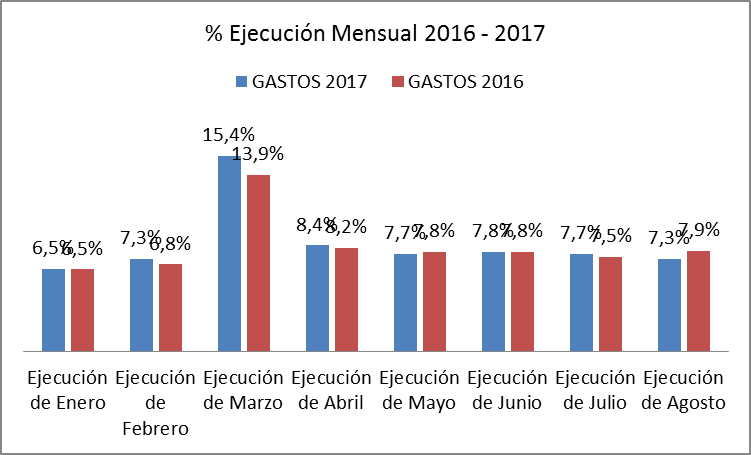 % Ejecución Mensual 2016 - 2017
GASTOS 2017 GASTOS 2016
6,5% 6,5% 7,3% 6,8% 15,4% 13,9% 8,4% 8,2% 7,7% 7,8% 7,8% 7,8% 7,7% 7,5% 7,3% 7,9%
Ejecución de Enero
Ejecución de Febrero
Ejecución de Marzo
Ejecución de Abril
Ejecución de Mayo
Ejecución de Junio
Ejecución de Julio
Ejecución de Agosto